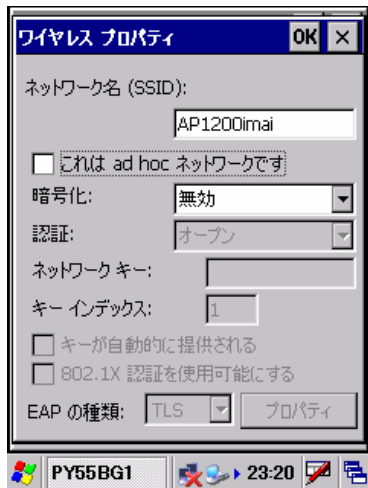 ワイヤレス プロパティ OK ×
ネットワーク名 (SSID):
AP1200imai
これは ad hoc ネットワークです
暗号化: 無効
認証: オープン
ネットワーク キー:
キー インデックス: 1
キーが自動的に提供される
802.1X 認証を使用可能にする
EAP の種類: TLS プロパティ
PY55BG1 23:20